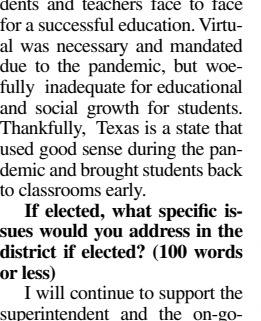 dents and teachers face to face
for a successful education. Virtu-
al was necessary and mandated
due to the pandemic, but woe-
fully inadequate for educational
and social growth for students.
Thankfully, Texas is a state that
used good sense during the pan-
demic and brought students back
to classrooms early.
If elected, what specific is-
sues would you address in the
district if elected? (100 words
or less)
I will continue to support the
superintendent and the on-go-